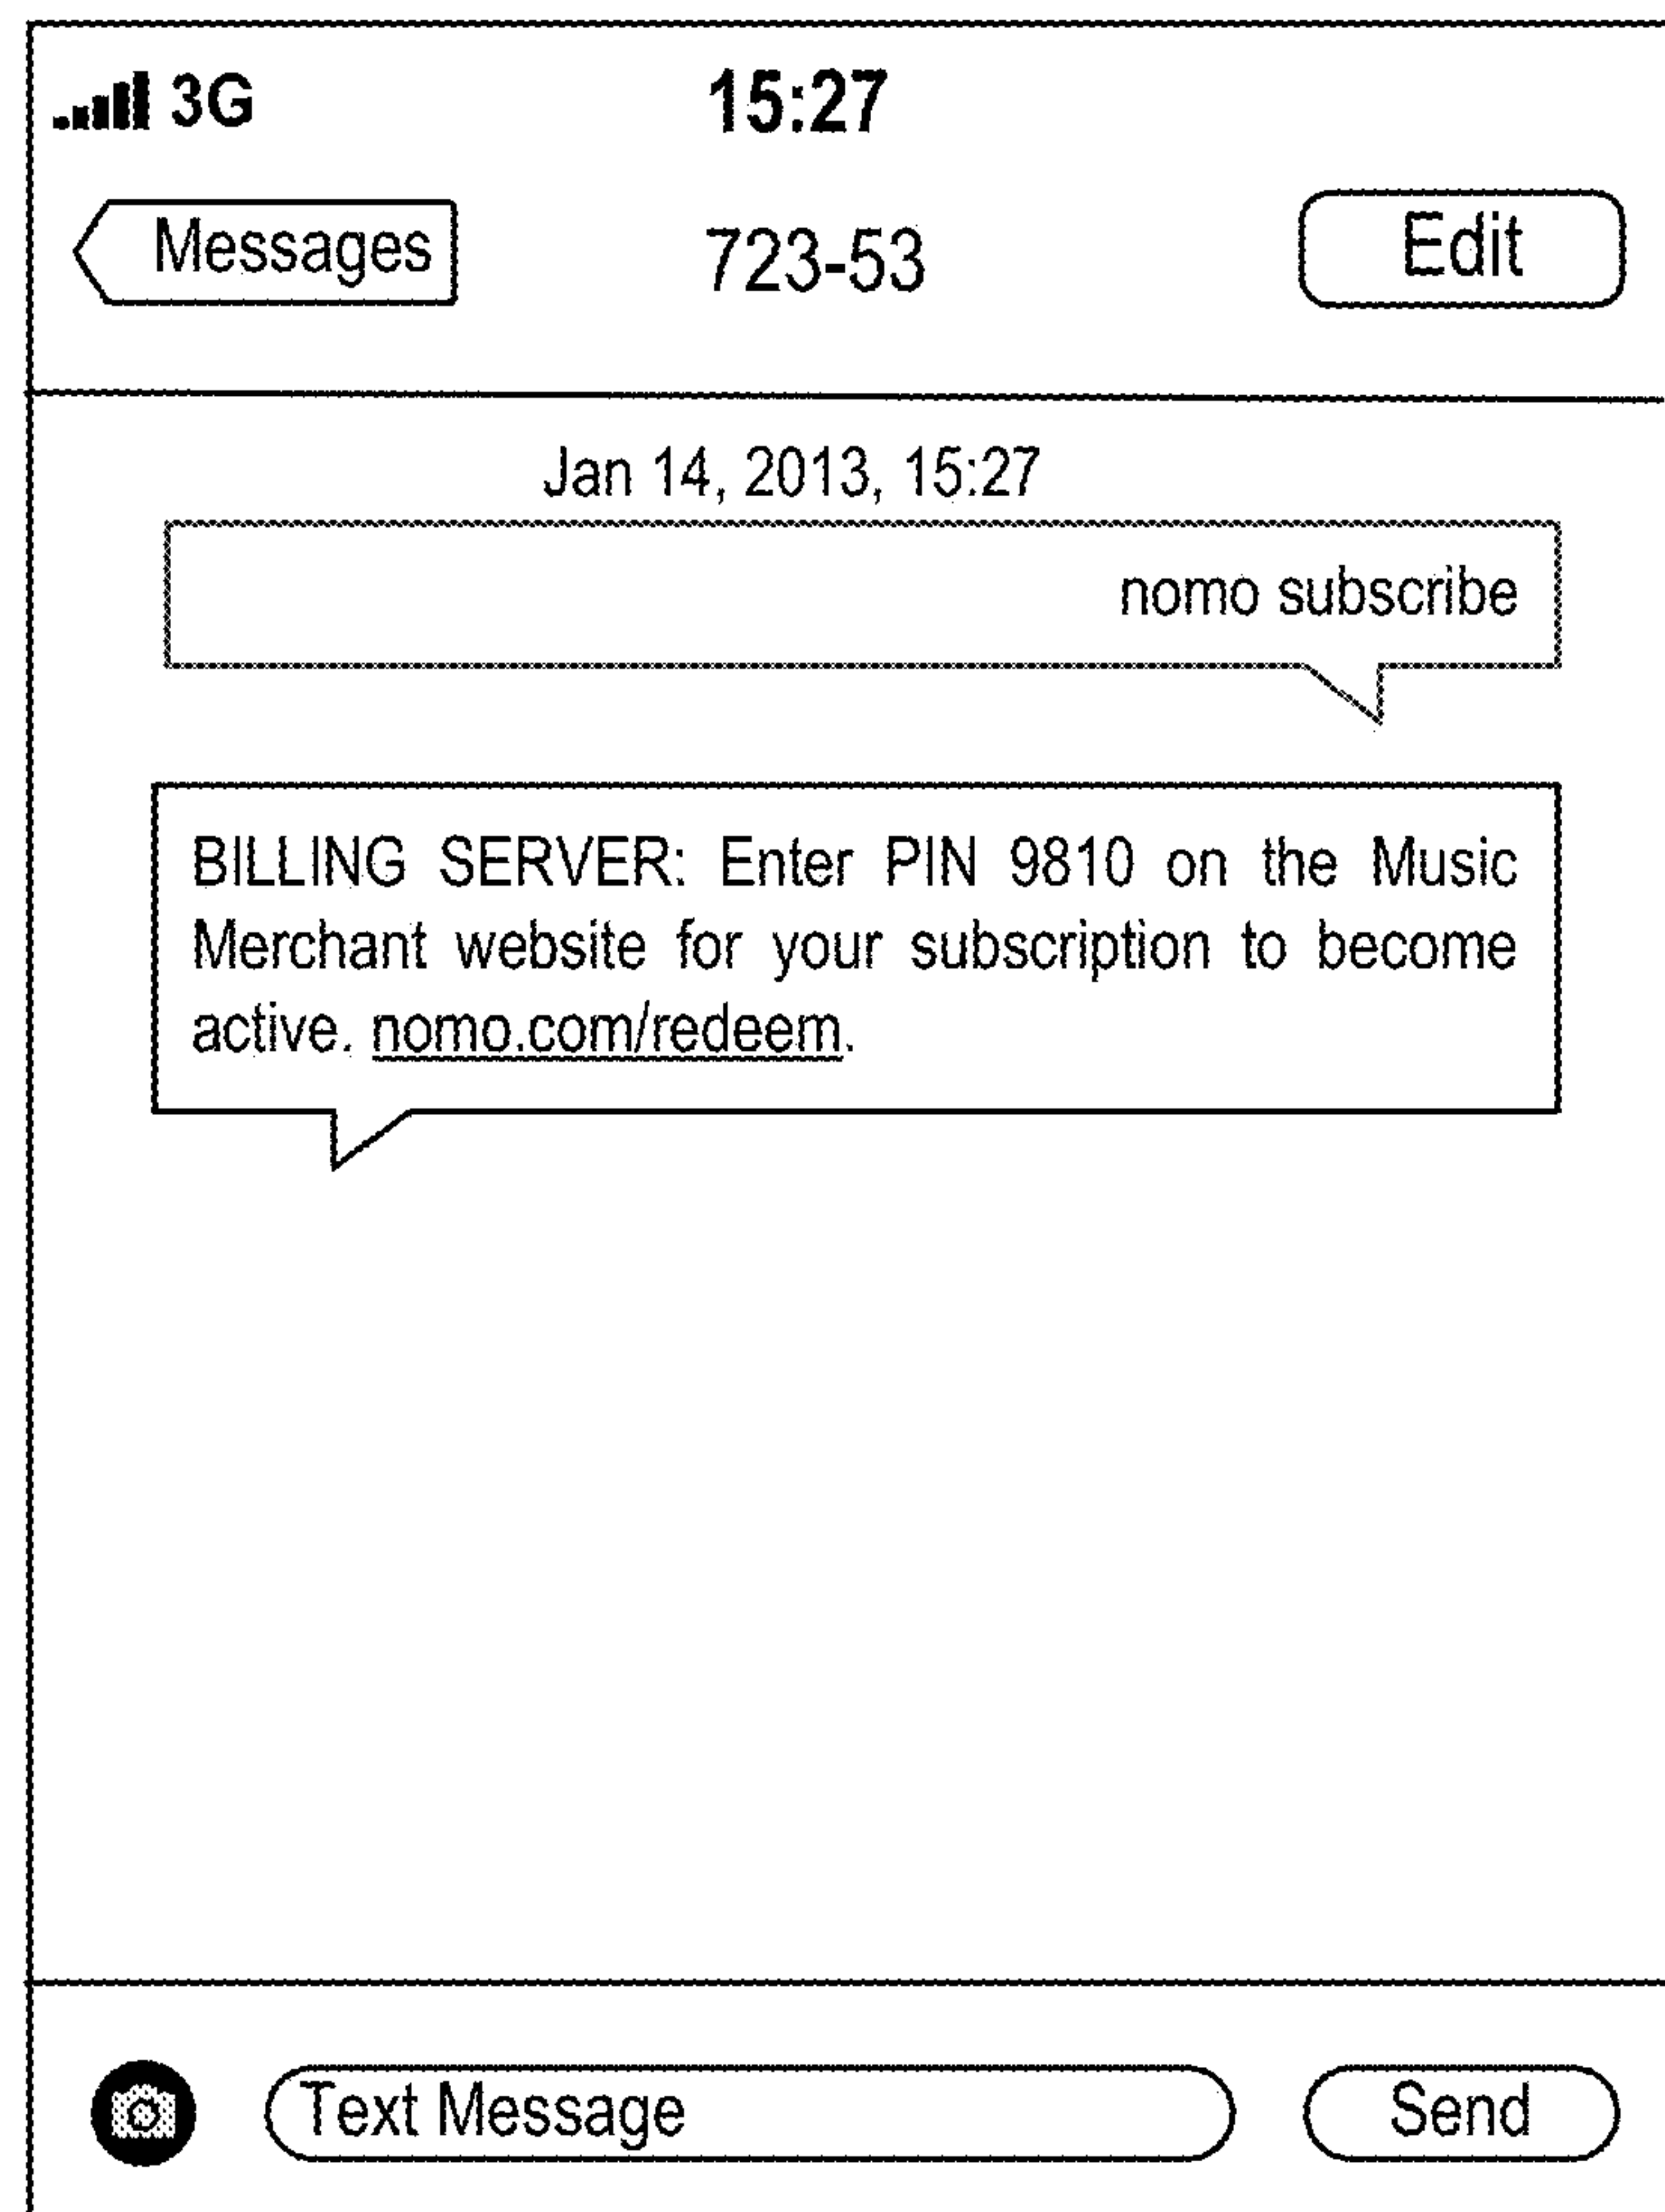 3G 15:27
Messages 723-53 Edit
Jan 14, 2013, 15:27
nomo subscribe
BILLING SERVER: Enter PIN 9810 on the Music
Merchant website for your subscription to become
active. nomo.com/redeem.
Text Message Send